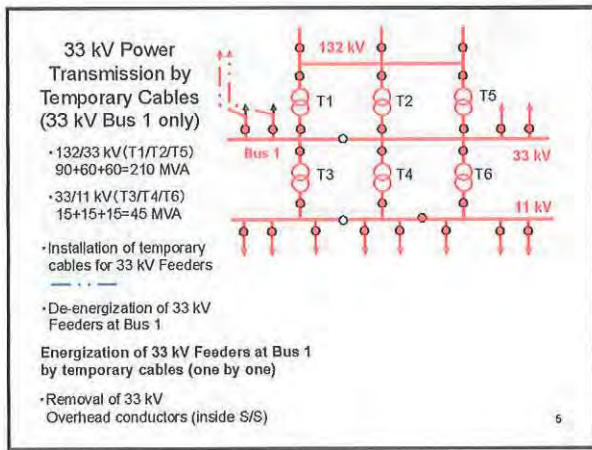 33 kV Power
Transmission by
Temporary Cables
(33 kV Bus 1 only)
・132/33 kV(T1/T2/T5)
90+60+60=210 MVA
・33/11 kV(T3/T4/T6)
15+15+15=45 MVA
・Installation of temporary
cables for 33 kV Feeders
・De-energization of 33 kV
Feeders at Bus 1
Energization of 33 kV Feeders at Bus 1
by temporary cables (one by one)
・Removal of 33 kV
Overhead conductors (inside S/S)
132 kV
T1
T2
T5
Bus 1
33 kV
T3
T4
T6
11 kV
5